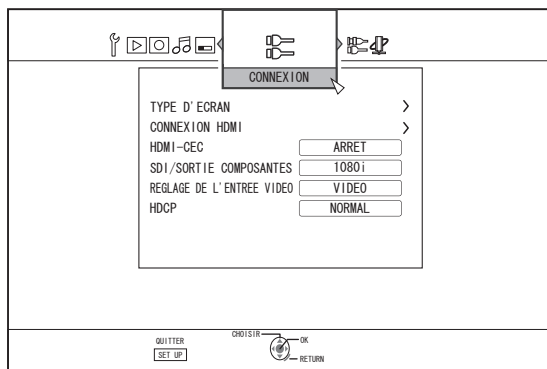 CONNEXION
TYPE D'ECRAN
CONNEXION HDMI
HDMI-CEC ARRET
SDI/SORTIE COMPOSANTES 1080i
REGLAGE DE L'ENTREE VIDEO VIDEO
HDCP NORMAL
QUITTER
SET UP
CHOISIR
OK
RETURN